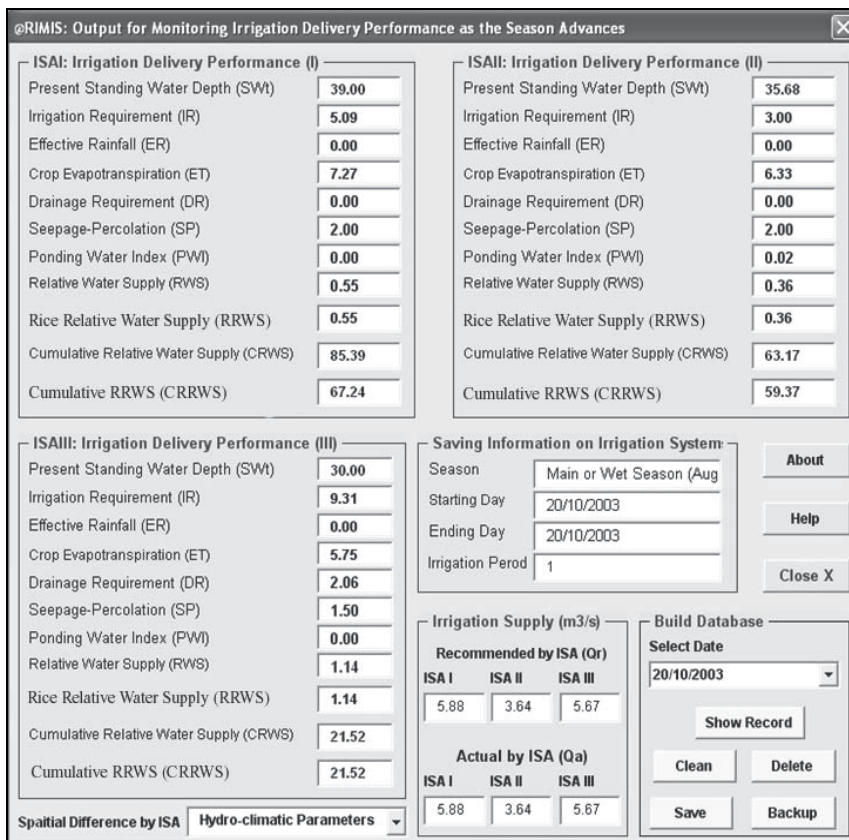 @RIMIS: Output for Monitoring Irrigation Delivery Performance as the Season Advances
ISAI: Irrigation Delivery Performance (I)
Present Standing Water Depth (SWt) 39.00
Irrigation Requirement (IR) 5.09
Effective Rainfall (ER) 0.00
Crop Evapotranspiration (ET) 7.27
Drainage Requirement (DR) 0.00
Seepage-Percolation (SP) 2.00
Ponding Water Index (PWI) 0.00
Relative Water Supply (RWS) 0.55
Rice Relative Water Supply (RRWS) 0.55
Cumulative Relative Water Supply (CRWS) 85.39
Cumulative RRWS (CRRWS) 67.24
ISAII: Irrigation Delivery Performance (II)
Present Standing Water Depth (SWt) 35.68
Irrigation Requirement (IR) 3.00
Effective Rainfall (ER) 0.00
Crop Evapotranspiration (ET) 6.33
Drainage Requirement (DR) 0.00
Seepage-Percolation (SP) 2.00
Ponding Water Index (PWI) 0.02
Relative Water Supply (RWS) 0.36
Rice Relative Water Supply (RRWS) 0.36
Cumulative Relative Water Supply (CRWS) 63.17
Cumulative RRWS (CRRWS) 59.37
ISAIII: Irrigation Delivery Performance (III)
Present Standing Water Depth (SWt) 30.00
Irrigation Requirement (IR) 9.31
Effective Rainfall (ER) 0.00
Crop Evapotranspiration (ET) 5.75
Drainage Requirement (DR) 2.06
Seepage-Percolation (SP) 1.50
Ponding Water Index (PWI) 0.00
Relative Water Supply (RWS) 1.14
Rice Relative Water Supply (RRWS) 1.14
Cumulative Relative Water Supply (CRWS) 21.52
Cumulative RRWS (CRRWS) 21.52
Spaitial Difference by ISA Hydro-climatic Parameters
Saving Information on Irrigation System
Season Main or Wet Season (Aug
Starting Day 20/10/2003
Ending Day 20/10/2003
Irrigation Perod 1
About
Help
Close X
Irrigation Supply (m3/s)
Recommended by ISA (Qr)
ISA I ISA II ISA III
5.88 3.64 5.67
Actual by ISA (Qa)
ISA I ISA II ISA III
5.88 3.64 5.67
Build Database
Select Date
20/10/2003
Show Record
Clean Delete
Save Backup